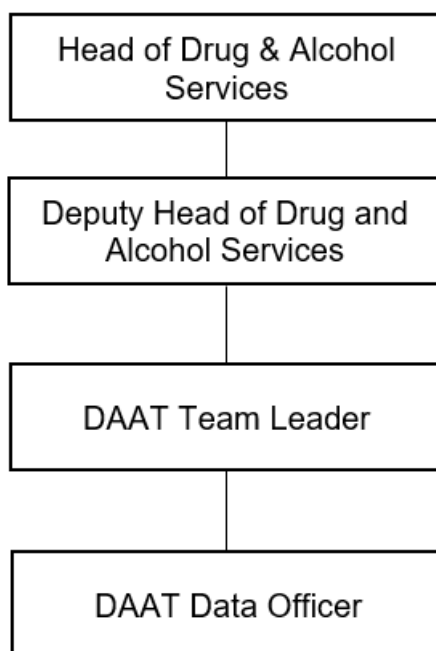 Head of Drug & Alcohol
Services
Deputy Head of Drug and
Alcohol Services
DAAT Team Leader
DAAT Data Officer